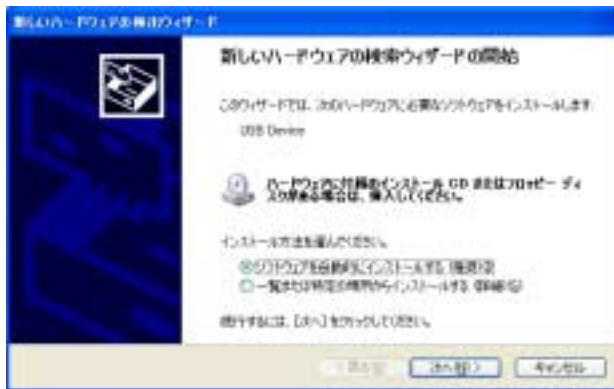 新しいハードウェアの検出ウィザード
新しいハードウェアの検索ウィザードの開始
このウィザードでは、次のハードウェアに必要なソフトウェアをインストールします:
USB Device
ハードウェアに付属のインストール CD またはフロッピー ディ
スクがある場合は、挿入してください。
インストール方法を選んでください。
ソフトウェアを自動的にインストールする (推奨)(I)
一覧または特定の場所からインストールする (詳細)(S)
続行するには、[次へ] をクリックしてください。
< 戻る(B)
次へ(N) >
キャンセル